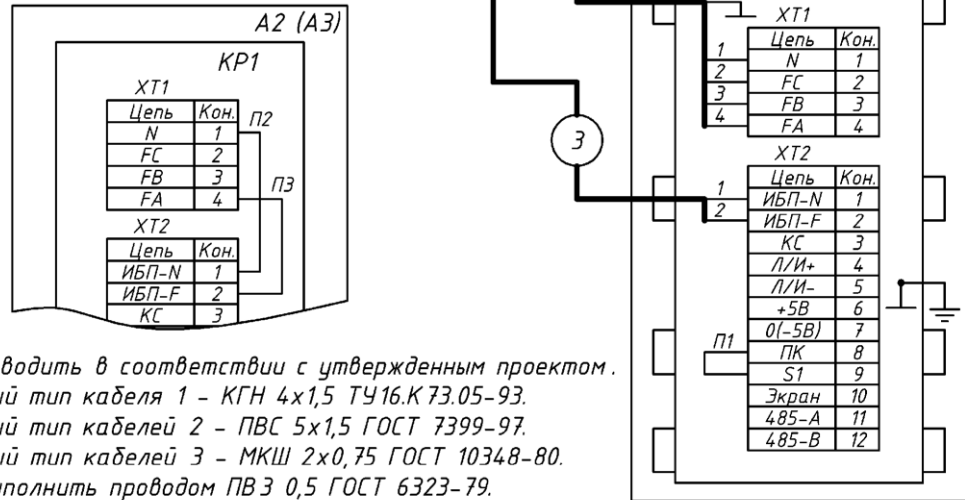 А2 (А3)
КР1
ХТ1
Цепь Кон.
N 1
FC 2
FB 3
FA 4
П2
П3
ХТ2
Цепь Кон.
ИБП-N 1
ИБП-F 2
КС 3
3
ХТ1
Цепь Кон.
1 N 1
2 FC 2
3 FB 3
4 FA 4
ХТ2
Цепь Кон.
1 ИБП-N 1
2 ИБП-F 2
КС 3
Л/И+ 4
Л/И- 5
+5В 6
0(-5В) 7
П1
ПК 8
S1 9
Экран 10
485-А 11
485-В 12
водить в соответствии с утвержденным проектом.
ый тип кабеля 1 - КГН 4х1,5 ТУ16.К73.05-93.
ый тип кабелей 2 - ПВС 5х1,5 ГОСТ 7399-97.
ый тип кабелей 3 - МКШ 2х0,75 ГОСТ 10348-80.
полнить проводом ПВ3 0,5 ГОСТ 6323-79.